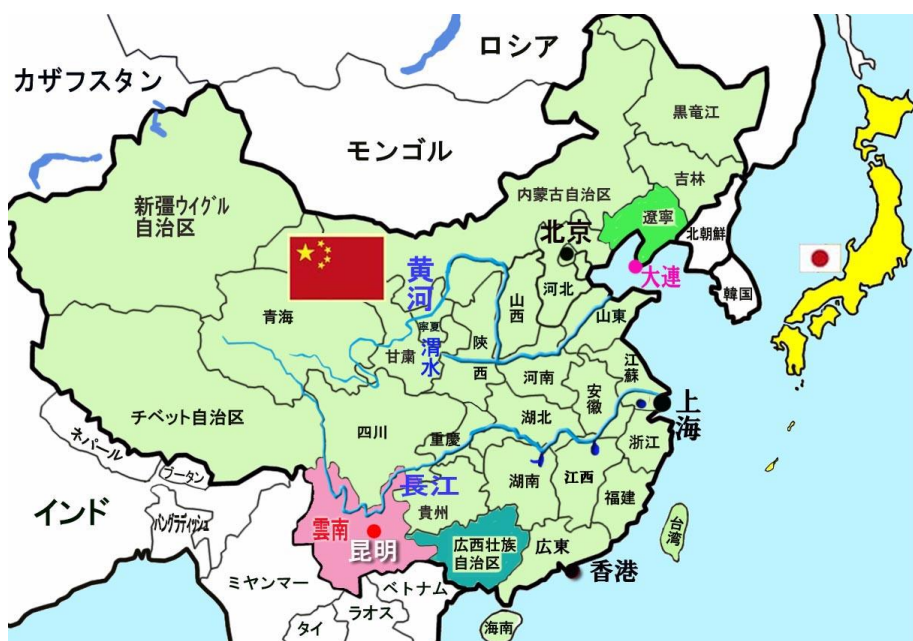 ロシア
カザフスタン
モンゴル
黒竜江
吉林
内蒙古自治区
新疆ウイグル
自治区
遼寧
北朝鮮
北京
大連
韓国
黄河
河北
山西
山東
青海
寧夏
甘粛
渭水
陝西
河南
江蘇
安徽
上海
チベット自治区
四川
重慶
湖北
浙江
ネパール
ブータン
長江
湖南
江西
福建
貴州
インド
バングラディッシュ
雲南
昆明
広西壮族
自治区
広東
台湾
香港
ミヤンマー
ベトナム
ラオス
タイ
海南